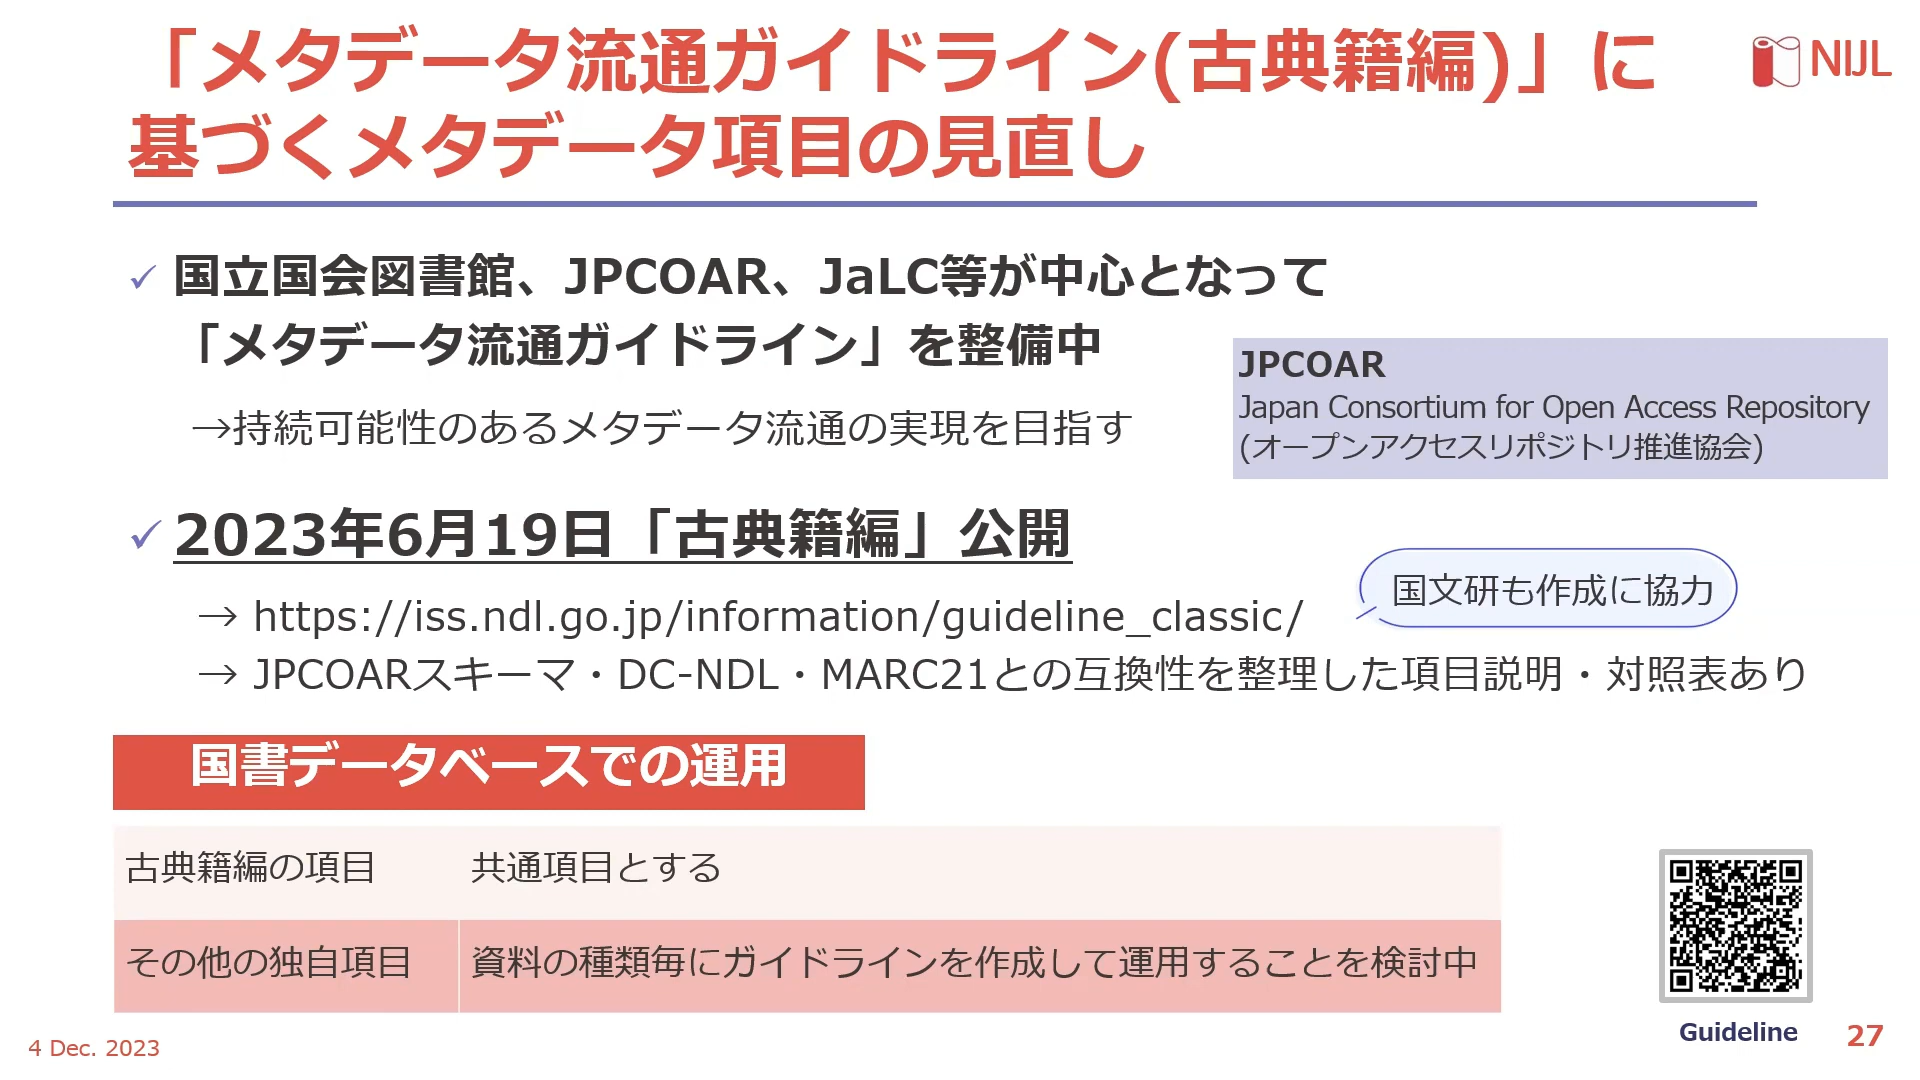 「メタデータ流通ガイドライン(古典籍編)」に
基づくメタデータ項目の見直し
NIJL
✓ 国立国会図書館、JPCOAR、JaLC等が中心となって
「メタデータ流通ガイドライン」を整備中
→持続可能性のあるメタデータ流通の実現を目指す
JPCOAR
Japan Consortium for Open Access Repository
(オープンアクセスリポジトリ推進協会)
✓ 2023年6月19日「古典籍編」公開
国文研も作成に協力
→ https://iss.ndl.go.jp/information/guideline_classic/
→ JPCOARスキーマ・DC-NDL・MARC21との互換性を整理した項目説明・対照表あり
国書データベースでの運用
古典籍編の項目 共通項目とする
その他の独自項目 資料の種類毎にガイドラインを作成して運用することを検討中
Guideline
4 Dec. 2023
27